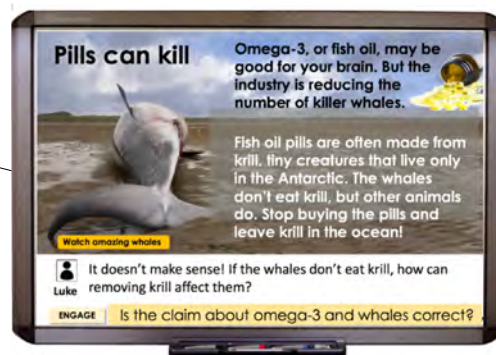 Pills can kill
Omega-3, or fish oil, may be
good for your brain. But the
industry is reducing the
number of killer whales.
Fish oil pills are often made from
krill, tiny creatures that live only
in the Antarctic. The whales
don't eat krill, but other animals
do. Stop buying the pills and
leave krill in the ocean!
Watch amazing whales
It doesn't make sense! If the whales don't eat krill, how can
removing krill affect them?
Luke
ENGAGE
Is the claim about omega-3 and whales correct?